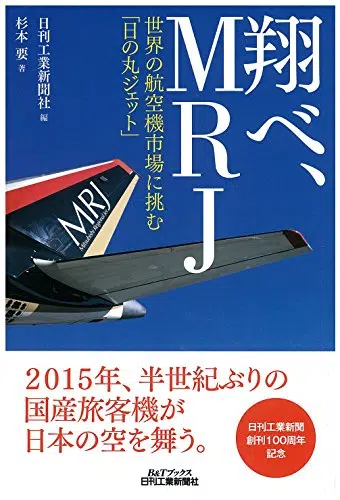 翔べ、
MRJ
世界の航空機市場に挑む
「日の丸ジェット」
日刊工業新聞社 編
杉本 要 著
MRJ
Mitsubishi Regional Jet
2015年、半世紀ぶりの
国産旅客機が
日本の空を舞う。
日刊工業新聞
創刊100周年
記念
B&Tブックス
日刊工業新聞社